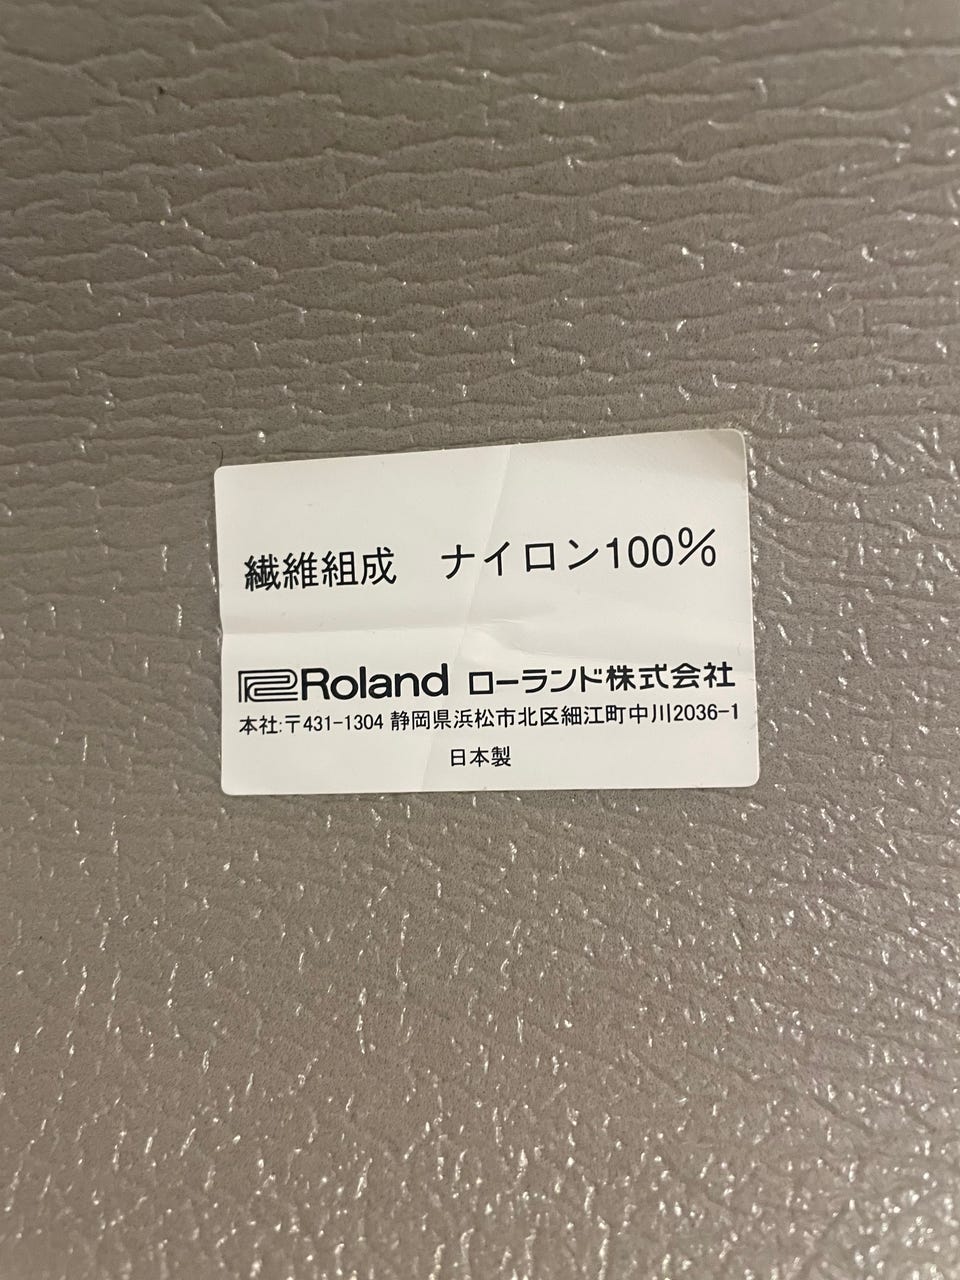 繊維組成　ナイロン100%
Roland ローランド株式会社
本社:〒431-1304 静岡県浜松市北区細江町中川2036-1
日本製